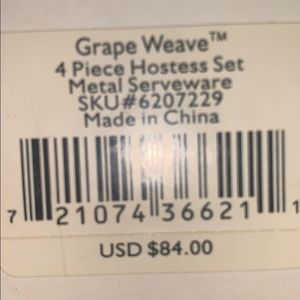 Grape Weave™
4 Piece Hostess Set
Metal Serveware
SKU#6207229
Made in China
7 21074 36621 1
USD $84.00